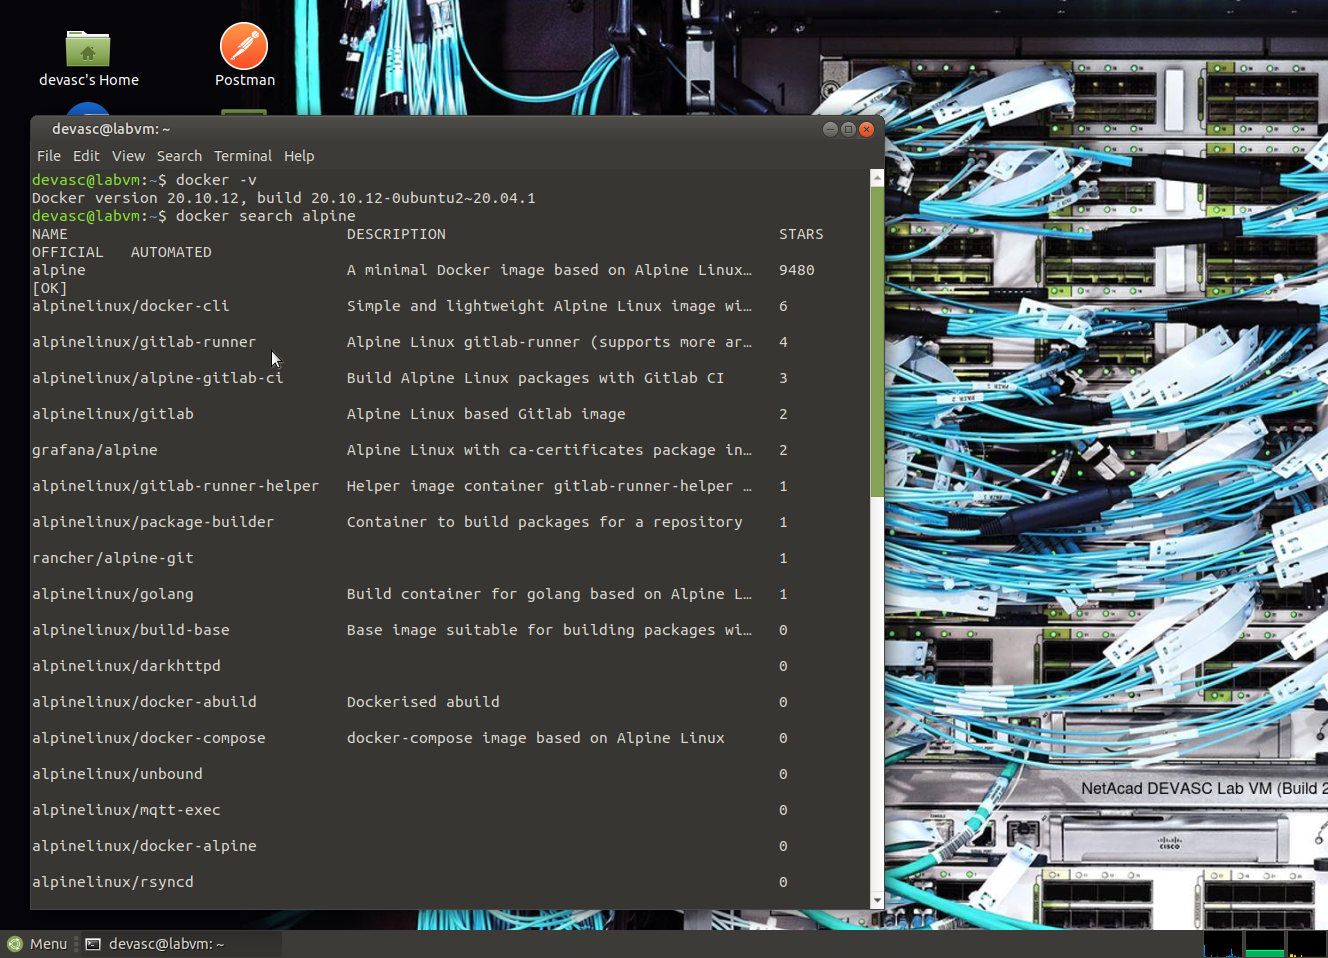 devasc's Home
Postman
devasc@labvm: ~
File Edit View Search Terminal Help
devasc@labvm:~$ docker -v
Docker version 20.10.12, build 20.10.12-0ubuntu2~20.04.1
devasc@labvm:~$ docker search alpine
NAME DESCRIPTION STARS
OFFICIAL AUTOMATED
alpine A minimal Docker image based on Alpine Linux… 9480
[OK]
alpinelinux/docker-cli Simple and lightweight Alpine Linux image wi… 6
alpinelinux/gitlab-runner Alpine Linux gitlab-runner (supports more ar… 4
alpinelinux/alpine-gitlab-ci Build Alpine Linux packages with Gitlab CI 3
alpinelinux/gitlab Alpine Linux based Gitlab image 2
grafana/alpine Alpine Linux with ca-certificates package in… 2
alpinelinux/gitlab-runner-helper Helper image container gitlab-runner-helper … 1
alpinelinux/package-builder Container to build packages for a repository 1
rancher/alpine-git 1
alpinelinux/golang Build container for golang based on Alpine L… 1
alpinelinux/build-base Base image suitable for building packages wi… 0
alpinelinux/darkhttpd 0
alpinelinux/docker-abuild Dockerised abuild 0
alpinelinux/docker-compose docker-compose image based on Alpine Linux 0
alpinelinux/unbound 0
alpinelinux/mqtt-exec 0
alpinelinux/docker-alpine 0
alpinelinux/rsyncd 0
NetAcad DEVASC Lab VM (Build 2
CISCO
Menu devasc@labvm: ~